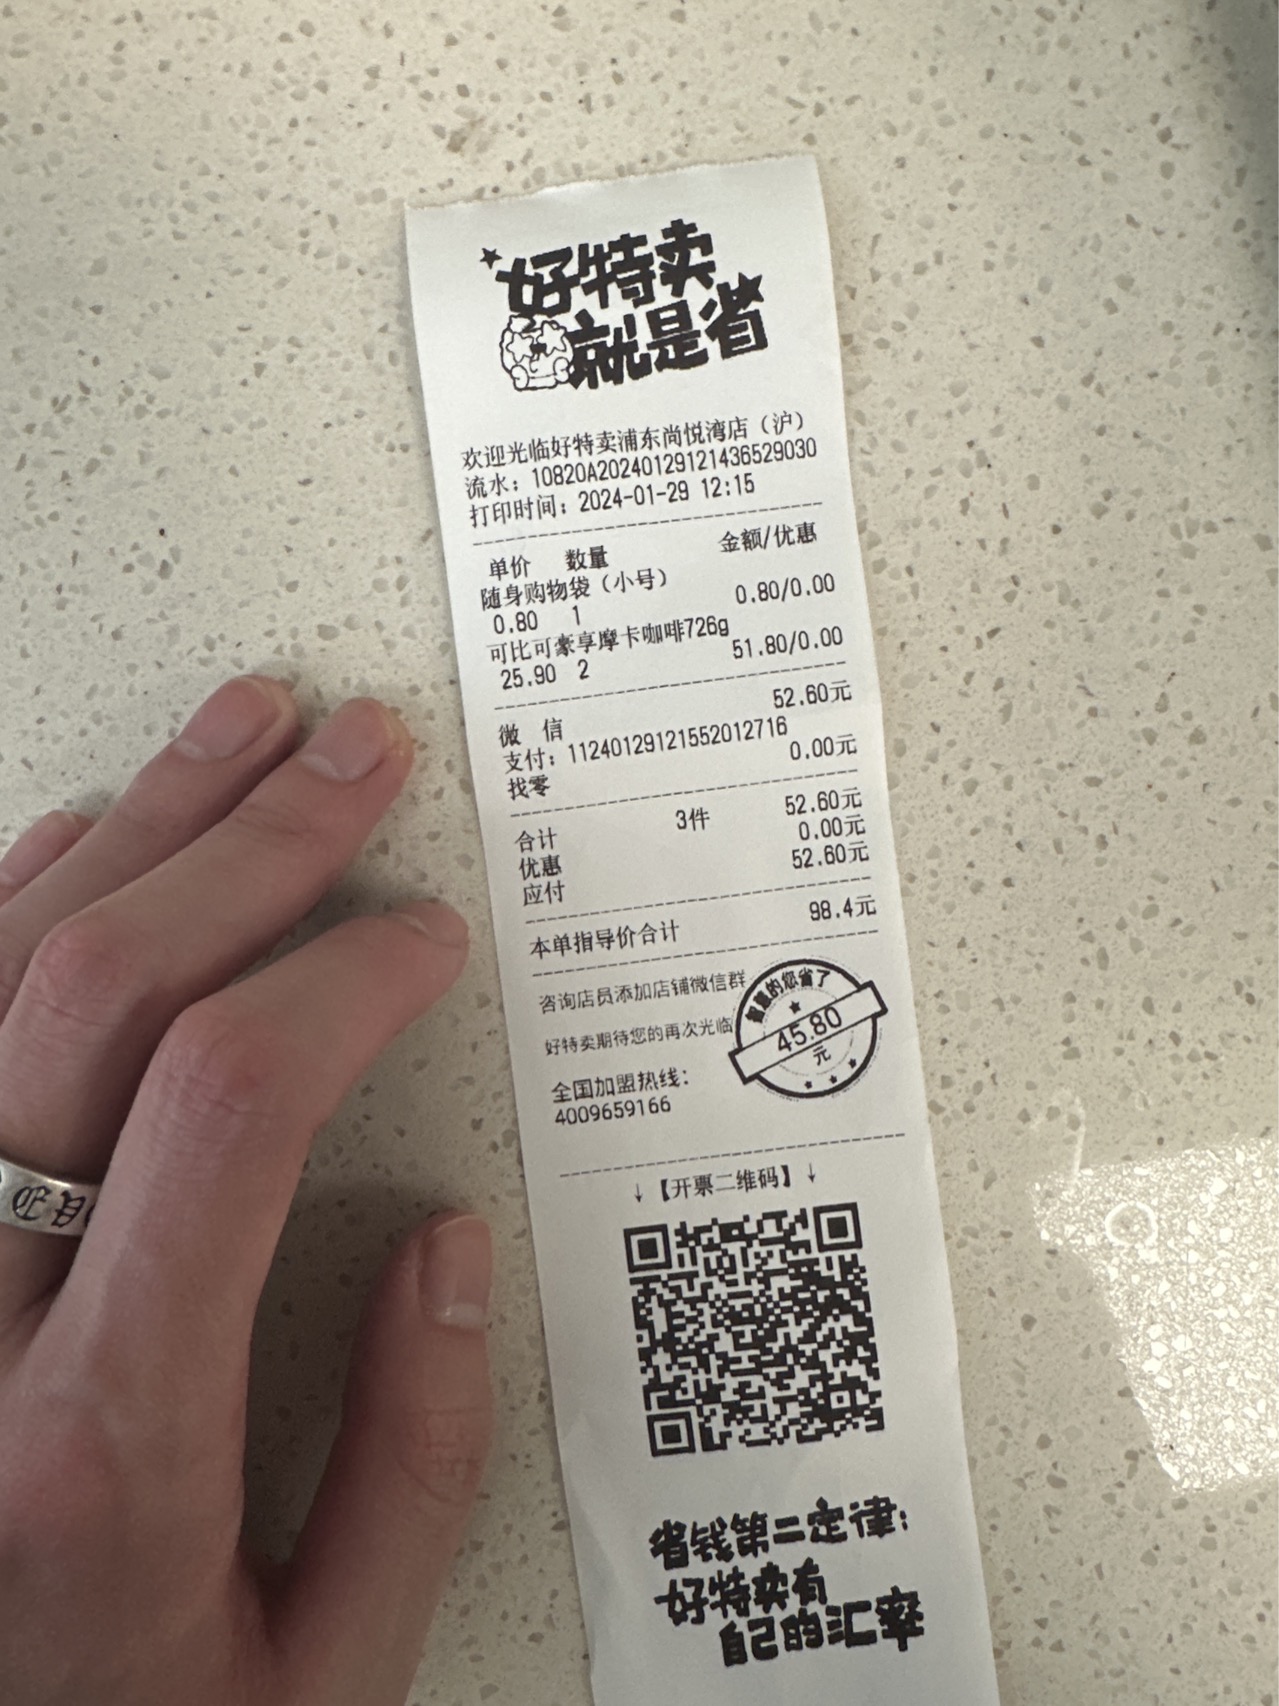 好特卖
就是省
欢迎光临好特卖浦东尚悦湾店（沪）
流水：10820A20240129121436529030
打印时间：2024-01-29 12:15
单价 数量 金额/优惠
随身购物袋（小号）
0.80 1 0.80/0.00
可比可豪享摩卡咖啡726g
25.90 2 51.80/0.00
微 信 52.60元
支付：11240129121552012716
找零 0.00元
合计 3件 52.60元
优惠 0.00元
应付 52.60元
本单指导价合计 98.4元
咨询店员添加店铺微信群
好特卖期待您的再次光临
智慧的您省了
45.80
元
全国加盟热线：
4009659166
↓【开票二维码】↓
省钱第二定律：
好特卖有
自己的汇率